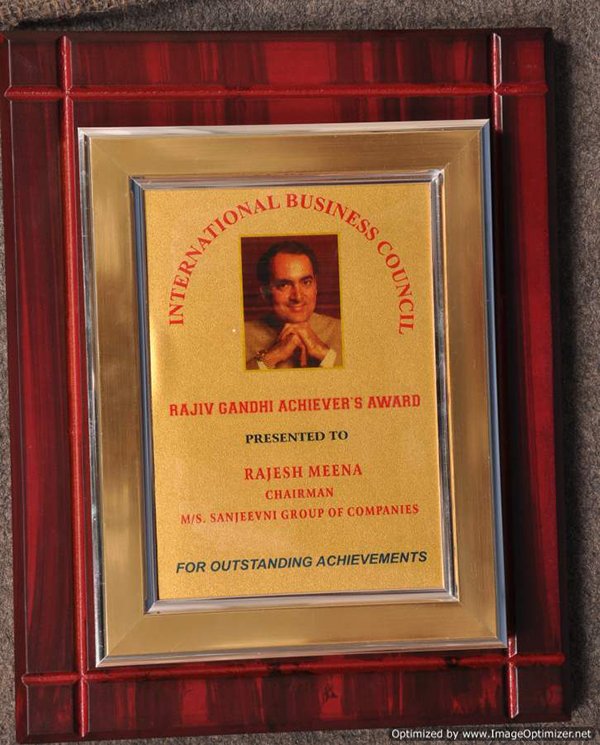 INTERNATIONAL BUSINESS COUNCIL
RAJIV GANDHI ACHIEVER'S AWARD
PRESENTED TO
RAJESH MEENA
CHAIRMAN
M/S. SANJEEVNI GROUP OF COMPANIES
FOR OUTSTANDING ACHIEVEMENTS
Optimized by www.ImageOptimizer.net